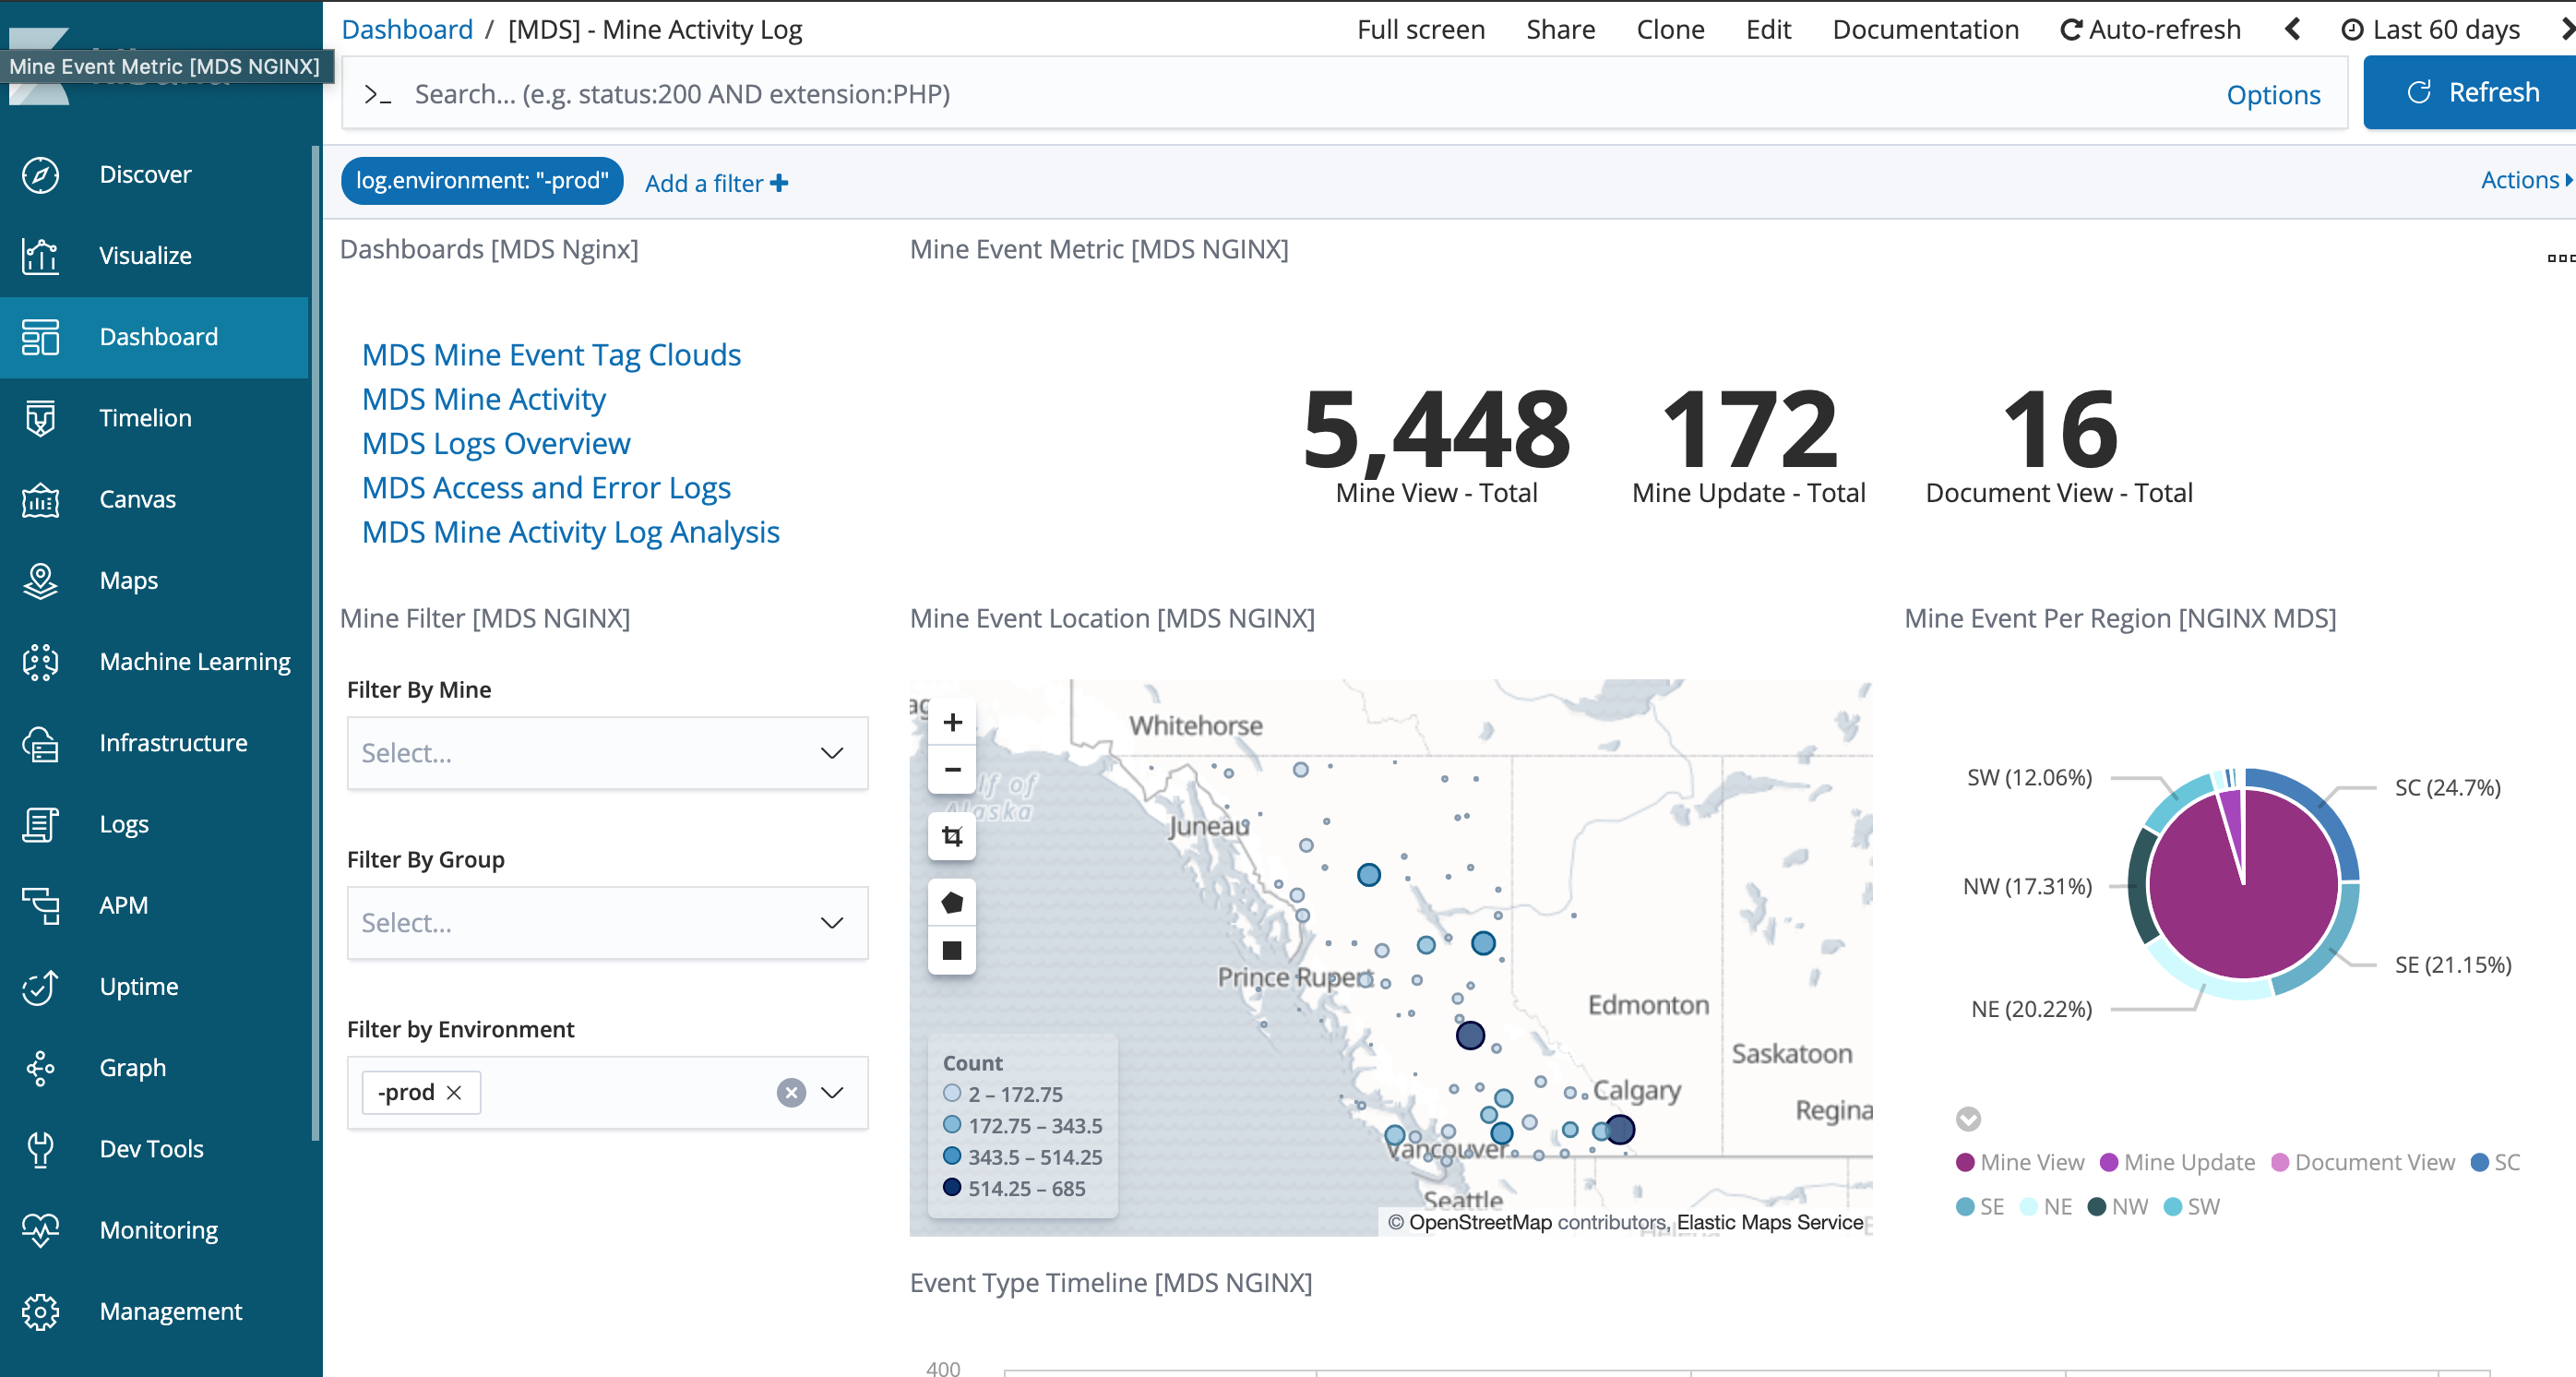 Dashboard / [MDS] - Mine Activity Log
Full screen Share Clone Edit Documentation Auto-refresh Last 60 days
Mine Event Metric [MDS NGINX]
>_ Search... (e.g. status:200 AND extension:PHP) Options Refresh
log.environment: "-prod" Add a filter + Actions
Discover
Visualize
Dashboard
Timelion
Canvas
Maps
Machine Learning
Infrastructure
Logs
APM
Uptime
Graph
Dev Tools
Monitoring
Management
Dashboards [MDS Nginx]
MDS Mine Event Tag Clouds
MDS Mine Activity
MDS Logs Overview
MDS Access and Error Logs
MDS Mine Activity Log Analysis
Mine Event Metric [MDS NGINX]
5,448 172 16
Mine View - Total Mine Update - Total Document View - Total
Mine Filter [MDS NGINX]
Filter By Mine
Select...
Filter By Group
Select...
Filter by Environment
-prod
Mine Event Location [MDS NGINX]
+
−
Whitehorse
Alaska
Juneau
Prince Rupert
Edmonton
Saskatoon
Calgary
Regina
Vancouver
Seattle
Count
2 – 172.75
172.75 – 343.5
343.5 – 514.25
514.25 – 685
© OpenStreetMap contributors, Elastic Maps Service
Mine Event Per Region [NGINX MDS]
SW (12.06%)
SC (24.7%)
NW (17.31%)
SE (21.15%)
NE (20.22%)
Mine View Mine Update Document View SC
SE NE NW SW
Event Type Timeline [MDS NGINX]
400